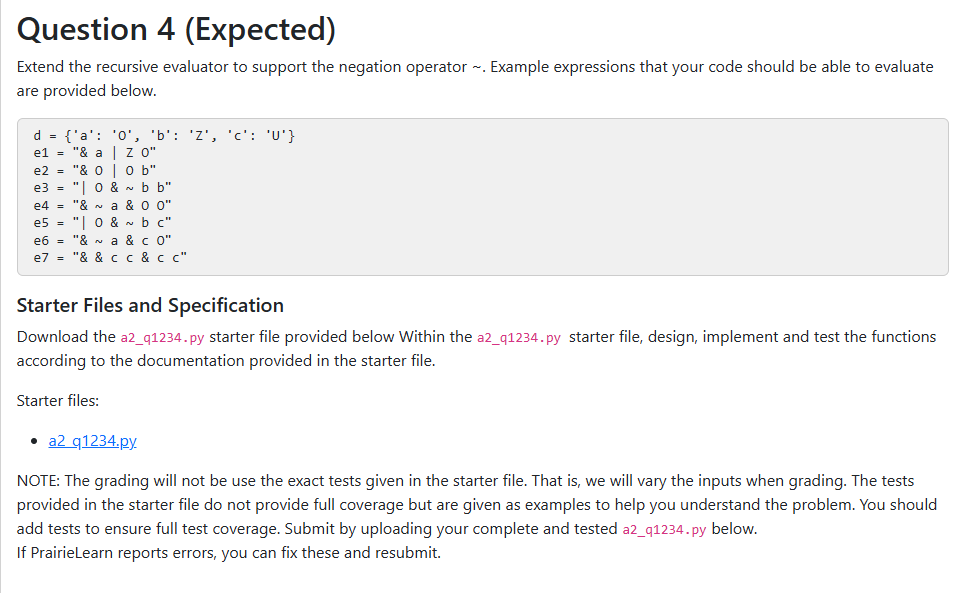 Question 4 (Expected)
Extend the recursive evaluator to support the negation operator ~. Example expressions that your code should be able to evaluate
are provided below.
d = {'a': 'O', 'b': 'Z', 'c': 'U'}
e1 = "& a | Z O"
e2 = "& O | O b"
e3 = "| O & ~ b b"
e4 = "& ~ a & O O"
e5 = "| O & ~ b c"
e6 = "& ~ a & c O"
e7 = "& & c c & c c"
Starter Files and Specification
Download the a2_q1234.py starter file provided below Within the a2_q1234.py starter file, design, implement and test the functions
according to the documentation provided in the starter file.
Starter files:
• a2_q1234.py
NOTE: The grading will not be use the exact tests given in the starter file. That is, we will vary the inputs when grading. The tests
provided in the starter file do not provide full coverage but are given as examples to help you understand the problem. You should
add tests to ensure full test coverage. Submit by uploading your complete and tested a2_q1234.py below.
If PrairieLearn reports errors, you can fix these and resubmit.